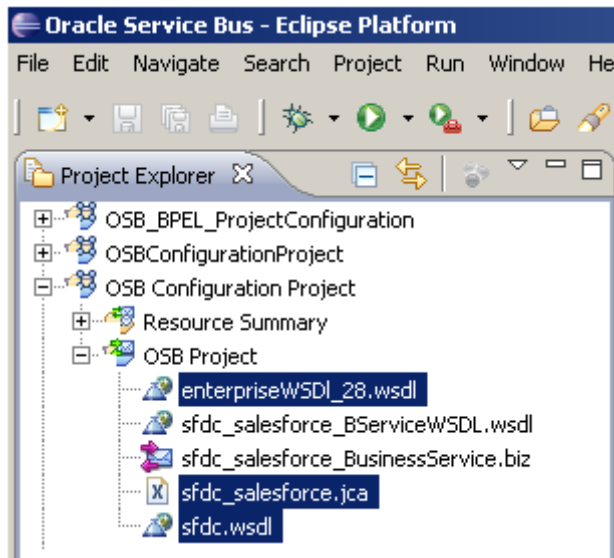 Oracle Service Bus - Eclipse Platform
File Edit Navigate Search Project Run Window He
Project Explorer
OSB_BPEL_ProjectConfiguration
OSBConfigurationProject
OSB Configuration Project
Resource Summary
OSB Project
enterpriseWSDl_28.wsdl
sfdc_salesforce_BServiceWSDL.wsdl
sfdc_salesforce_BusinessService.biz
X sfdc_salesforce.jca
sfdc.wsdl